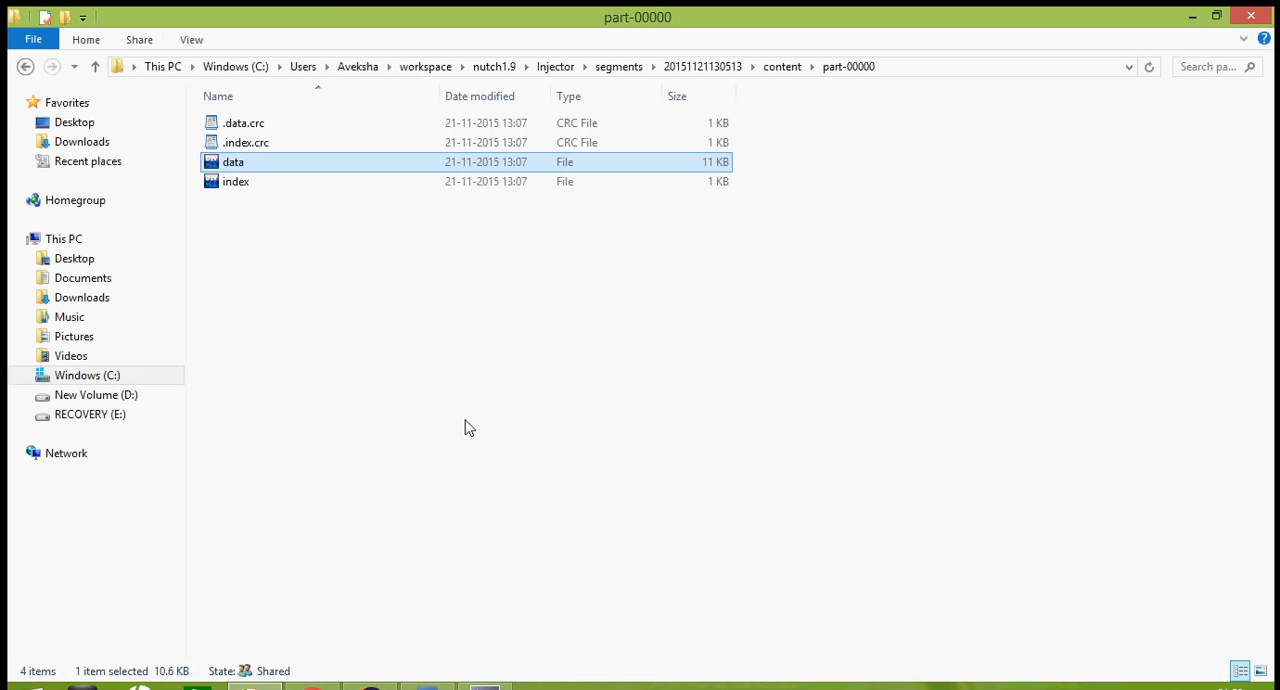 part-00000
File Home Share View
This PC Windows (C:) Users Aveksha workspace nutch1.9 Injector segments 20151121130513 content part-00000 Search pa...
Name Date modified Type Size
.data.crc 21-11-2015 13:07 CRC File 1 KB
.index.crc 21-11-2015 13:07 CRC File 1 KB
data 21-11-2015 13:07 File 11 KB
index 21-11-2015 13:07 File 1 KB
Favorites
Desktop
Downloads
Recent places
Homegroup
This PC
Desktop
Documents
Downloads
Music
Pictures
Videos
Windows (C:)
New Volume (D:)
RECOVERY (E:)
Network
4 items 1 item selected 10.6 KB State: Shared